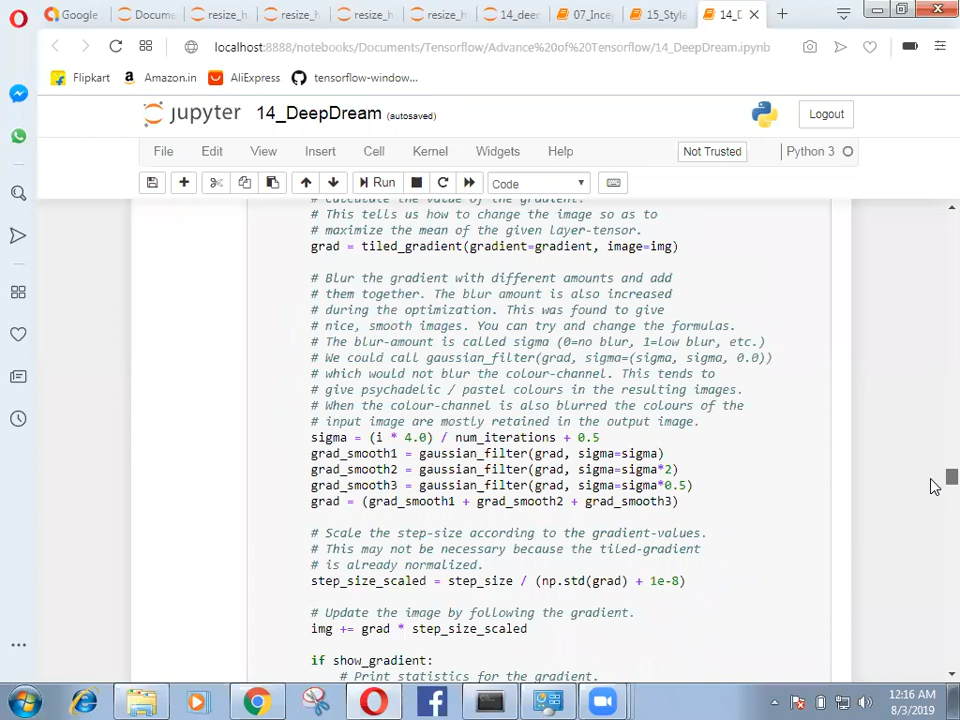 Google
Docume
resize_h
resize_h
resize_h
resize_h
14_deep
07_Incep
15_Style
14_D
localhost:8888/notebooks/Documents/Tensorflow/Advance%20of%20Tensorflow/14_DeepDream.ipynb
Flipkart
Amazon.in
AliExpress
tensorflow-window...
jupyter 14_DeepDream (autosaved)
Logout
File Edit View Insert Cell Kernel Widgets Help
Not Trusted
Python 3
Run
Code
# Calculate the value of the gradient.
# This tells us how to change the image so as to
# maximize the mean of the given layer-tensor.
grad = tiled_gradient(gradient=gradient, image=img)
# Blur the gradient with different amounts and add
# them together. The blur amount is also increased
# during the optimization. This was found to give
# nice, smooth images. You can try and change the formulas.
# The blur-amount is called sigma (0=no blur, 1=low blur, etc.)
# We could call gaussian_filter(grad, sigma=(sigma, sigma, 0.0))
# which would not blur the colour-channel. This tends to
# give psychadelic / pastel colours in the resulting images.
# When the colour-channel is also blurred the colours of the
# input image are mostly retained in the output image.
sigma = (i * 4.0) / num_iterations + 0.5
grad_smooth1 = gaussian_filter(grad, sigma=sigma)
grad_smooth2 = gaussian_filter(grad, sigma=sigma*2)
grad_smooth3 = gaussian_filter(grad, sigma=sigma*0.5)
grad = (grad_smooth1 + grad_smooth2 + grad_smooth3)
# Scale the step-size according to the gradient-values.
# This may not be necessary because the tiled-gradient
# is already normalized.
step_size_scaled = step_size / (np.std(grad) + 1e-8)
# Update the image by following the gradient.
img += grad * step_size_scaled
if show_gradient:
# Print statistics for the gradient.
12:16 AM
8/3/2019